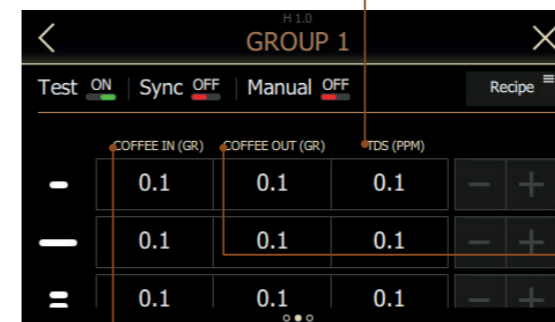 H 1.0
GROUP 1
Test ON Sync OFF Manual OFF Recipe
COFFEE IN (GR) COFFEE OUT (GR) TDS (PPM)
0.1 0.1 0.1
0.1 0.1 0.1
0.1 0.1 0.1